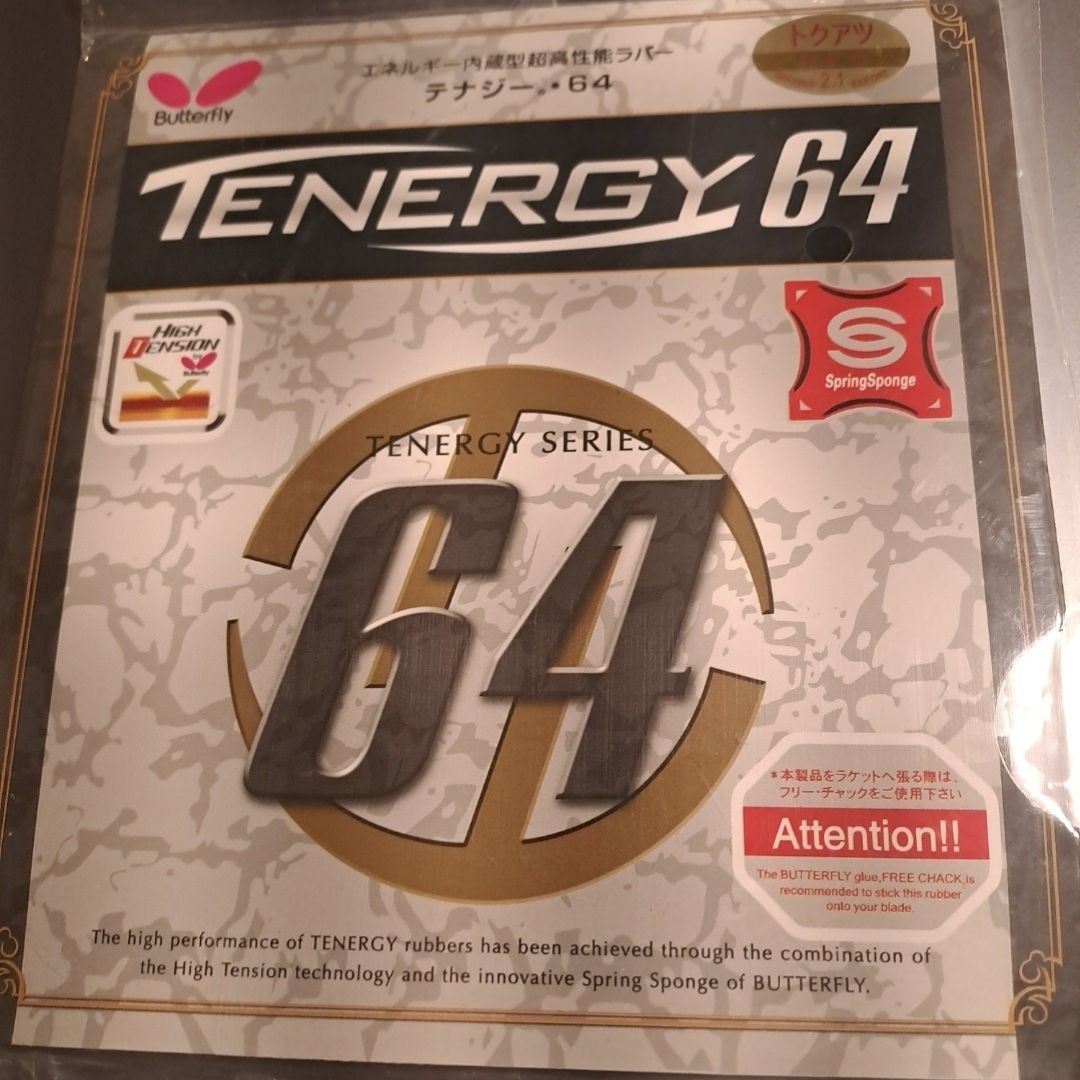 Butterfly
エネルギー内蔵型超高性能ラバー
テナジー®・64
トクアツ
2.1
TENERGY 64
HIGH
TENSION
by
Butterfly
S
SpringSponge
TENERGY SERIES
64
*本製品をラケットへ張る際は、
フリー・チャックをご使用下さい
Attention!!
The BUTTERFLY glue,FREE CHACK,is
recommended to stick this rubber
onto your blade.
The high performance of TENERGY rubbers has been achieved through the combination of
the High Tension technology and the innovative Spring Sponge of BUTTERFLY.